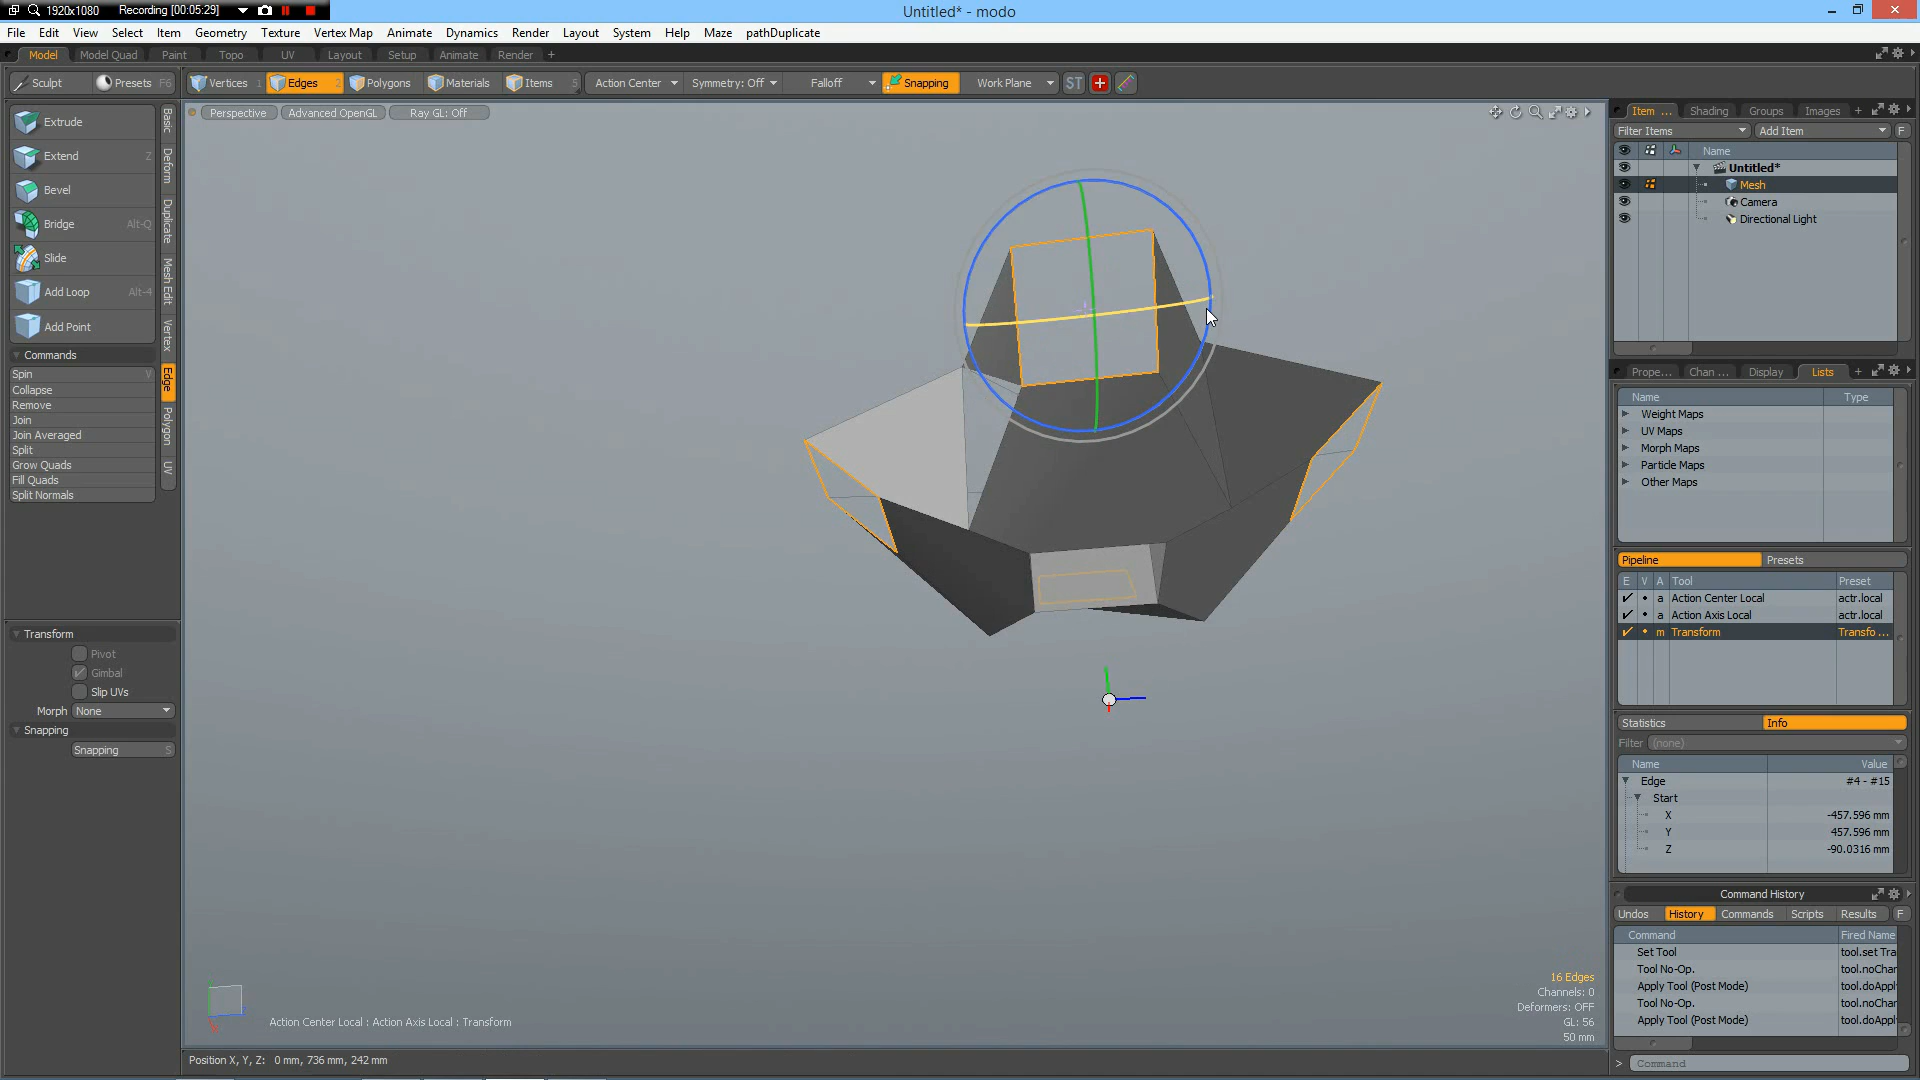 1920x1080 Recording [00:05:29]
Untitled* - modo
File Edit View Select Item Geometry Texture Vertex Map Animate Dynamics Render Layout System Help Maze pathDuplicate
Model Model Quad Paint Topo UV Layout Setup Animate Render +
Sculpt Presets F6 Vertices 1 Edges 2 Polygons Materials Items 5 Action Center Symmetry: Off Falloff Snapping Work Plane ST
Perspective Advanced OpenGL Ray GL: Off
Extrude
Extend Z
Bevel
Bridge Alt-Q
Slide
Add Loop Alt-4
Add Point
Commands
Spin V
Collapse
Remove
Join
Join Averaged
Split
Grow Quads
Fill Quads
Split Normals
Basic
Deform
Duplicate
Mesh Edit
Vertex
Edge
Polygon
UV
Transform
Pivot
Gimbal
Slip UVs
Morph None
Snapping
Snapping S
16 Edges
Channels: 0
Deformers: OFF
GL: 56
50 mm
Action Center Local : Action Axis Local : Transform
Position X, Y, Z: 0 mm, 736 mm, 242 mm
Item ... Shading Groups Images +
Filter Items Add Item F
Name
Untitled*
Mesh
Camera
Directional Light
Prope... Chan ... Display Lists +
Name Type
Weight Maps
UV Maps
Morph Maps
Particle Maps
Other Maps
Pipeline Presets
E V A Tool Preset
a Action Center Local actr.local
a Action Axis Local actr.local
m Transform Transfo ...
Statistics Info
Filter (none)
Name Value
Edge #4 - #15
Start
X -457.596 mm
Y 457.596 mm
Z -90.0316 mm
Command History
Undos History Commands Scripts Results F
Command Fired Name
Set Tool tool.set Tra
Tool No-Op. tool.noChar
Apply Tool (Post Mode) tool.doAppl
Tool No-Op. tool.noChar
Apply Tool (Post Mode) tool.doAppl
> Command